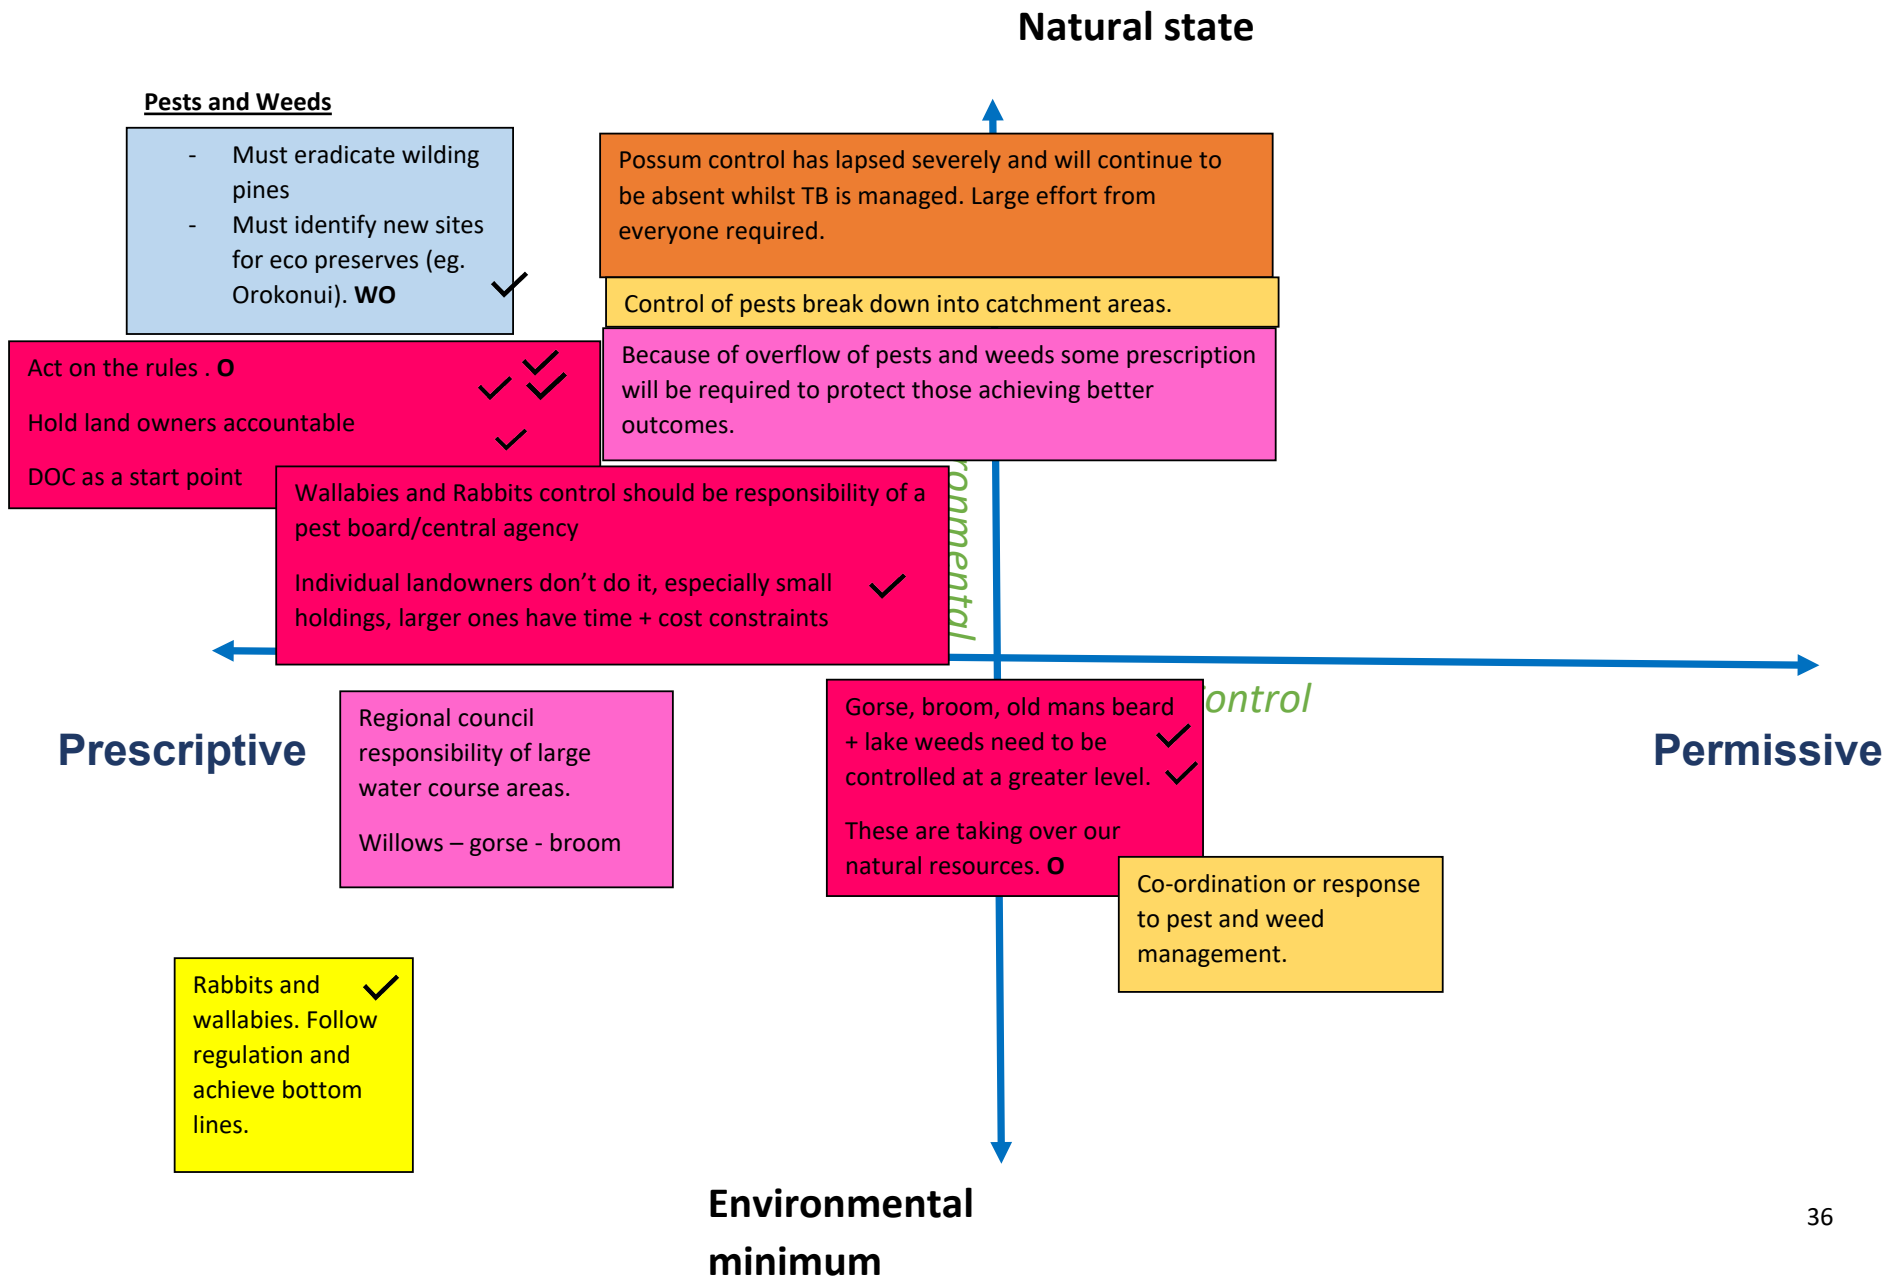 Natural state
Pests and Weeds
- Must eradicate wilding
pines
- Must identify new sites
for eco preserves (eg.
Orokonui). WO
Possum control has lapsed severely and will continue to
be absent whilst TB is managed. Large effort from
everyone required.
Control of pests break down into catchment areas.
Because of overflow of pests and weeds some prescription
will be required to protect those achieving better
outcomes.
Act on the rules . O
Hold land owners accountable
DOC as a start point
Wallabies and Rabbits control should be responsibility of a
pest board/central agency
Individual landowners don’t do it, especially small
holdings, larger ones have time + cost constraints
ronmental
ontrol
Prescriptive
Permissive
Regional council
responsibility of large
water course areas.
Willows – gorse - broom
Gorse, broom, old mans beard
+ lake weeds need to be
controlled at a greater level.
These are taking over our
natural resources. O
Co-ordination or response
to pest and weed
management.
Rabbits and
wallabies. Follow
regulation and
achieve bottom
lines.
Environmental
minimum
36